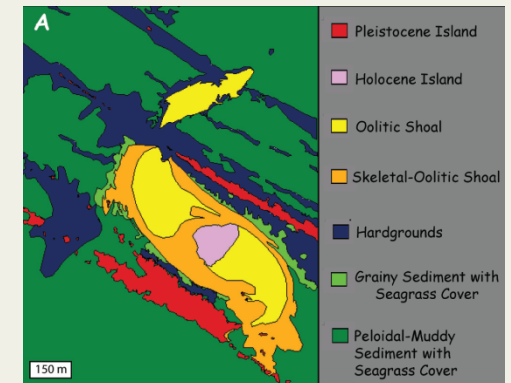 A
Pleistocene Island
Holocene Island
Oolitic Shoal
Skeletal-Oolitic Shoal
Hardgrounds
Grainy Sediment with
Seagrass Cover
Peloidal-Muddy
Sediment with
Seagrass Cover
150 m